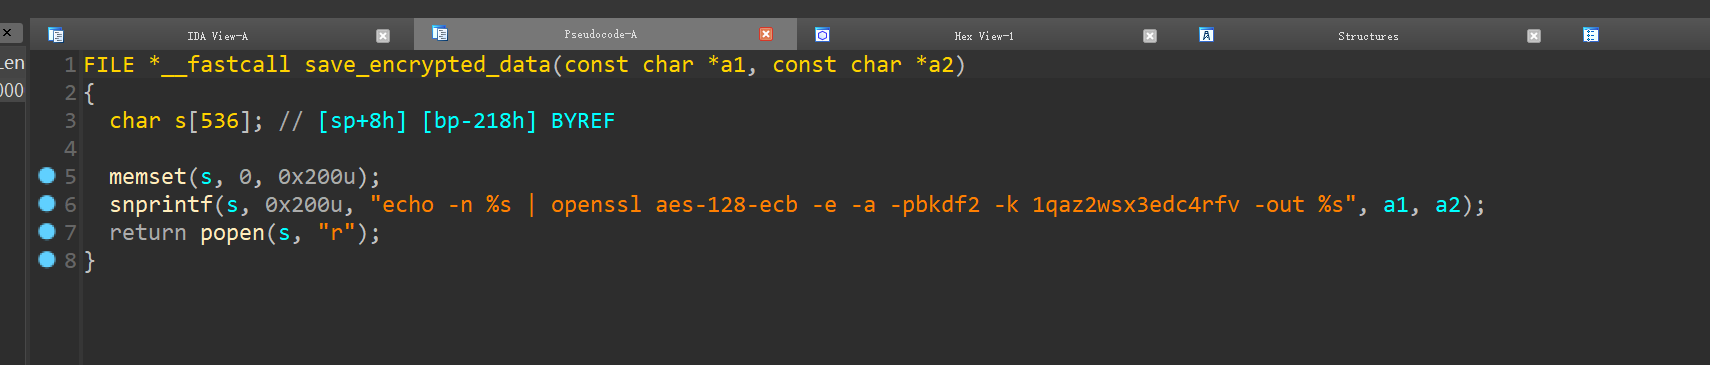 IDA View-A
Pseudocode-A
Hex View-1
Structures
Len
000
1 FILE *__fastcall save_encrypted_data(const char *a1, const char *a2)
2 {
3   char s[536]; // [sp+8h] [bp-218h] BYREF
4
5   memset(s, 0, 0x200u);
6   snprintf(s, 0x200u, "echo -n %s | openssl aes-128-ecb -e -a -pbkdf2 -k 1qaz2wsx3edc4rfv -out %s", a1, a2);
7   return popen(s, "r");
8 }